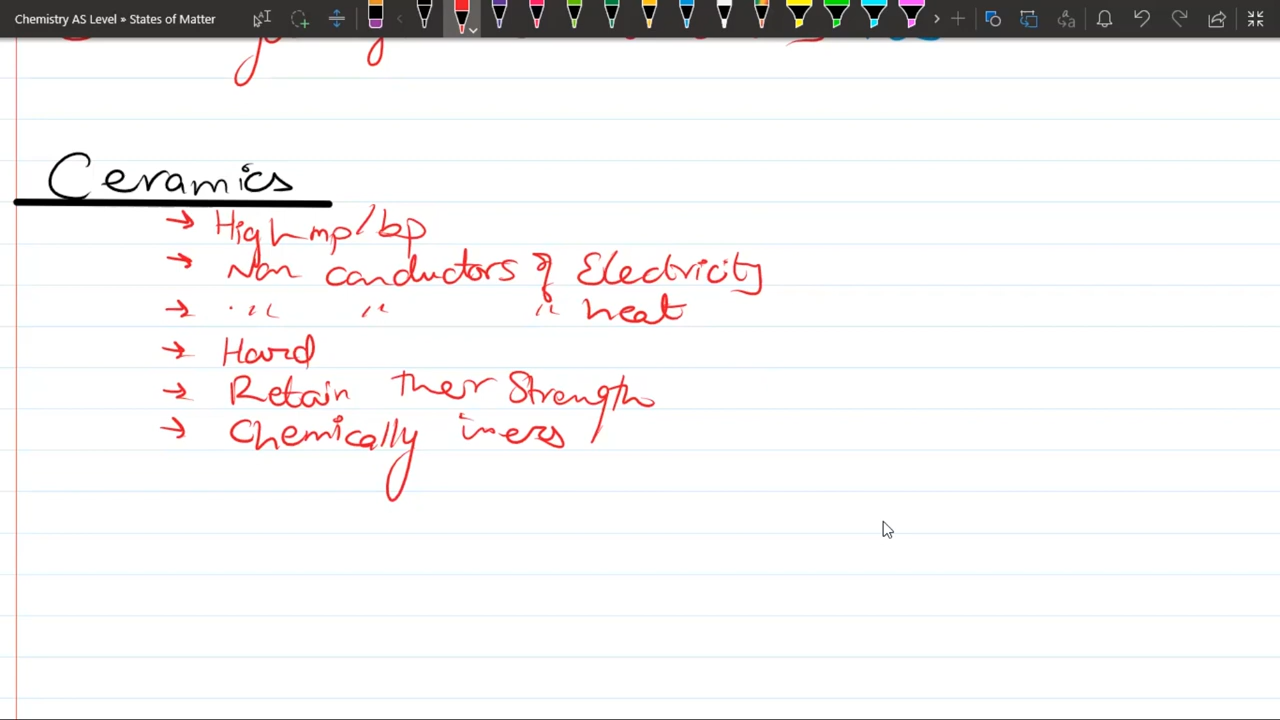 Chemistry AS Level » States of Matter
Ceramics
→ High mp/bp
→ Non conductors of Electricity
→ " " " heat
→ Hard
→ Retain their Strength
→ Chemically iners